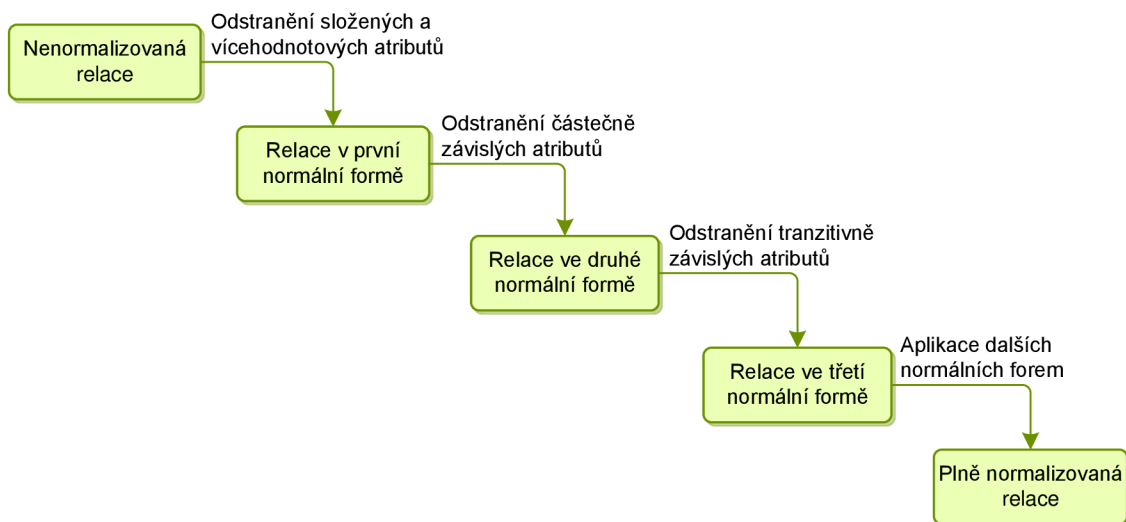 Odstranění složených a
vícehodnotových atributů
Nenormalizovaná
relace
Odstranění částečně
závislých atributů
Relace v první
normální formě
Odstranění tranzitivně
závislých atributů
Relace ve druhé
normální formě
Aplikace dalších
normálních forem
Relace ve třetí
normální formě
Plně normalizovaná
relace